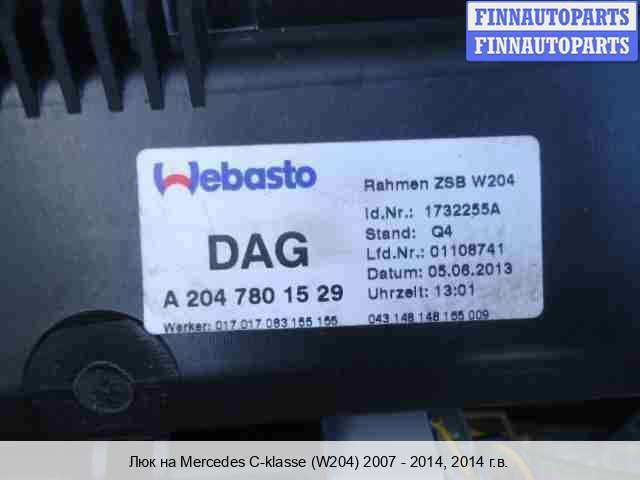 FINNAUTOPARTS
FINNAUTOPARTS
Webasto
DAG
A 204 780 15 29
Werker: 017 017 083 155 155
Rahmen ZSB W204
Id.Nr.: 1732255A
Stand: Q4
Lfd.Nr.: 01108741
Datum: 05.06.2013
Uhrzeit: 13:01
043 148 148 165 009
Люк на Mercedes C-klasse (W204) 2007 - 2014, 2014 г.в.